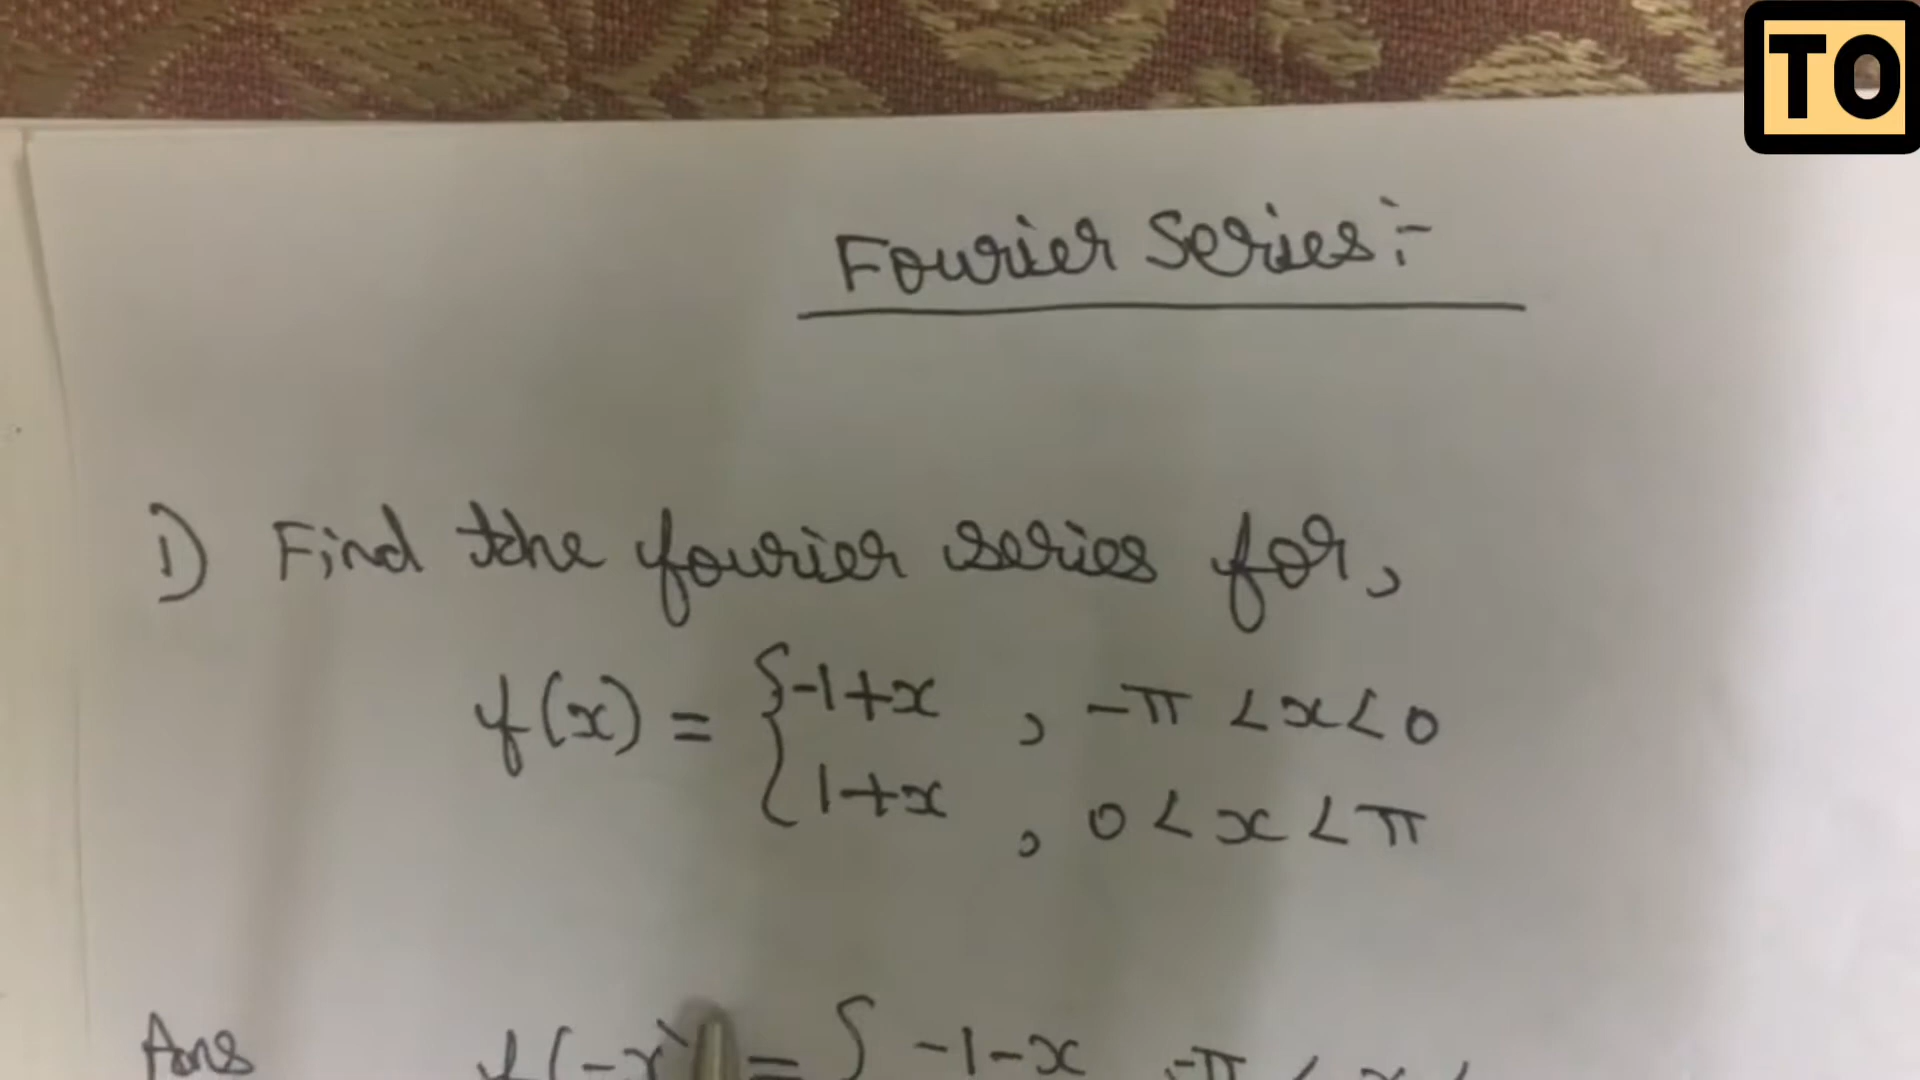 TO
Fourier Series:-
1) Find the fourier series for,
f(x) = { -1+x , -π < x < 0
1+x , 0 < x < π
Ans f(-x) = { -1-x -π < x <